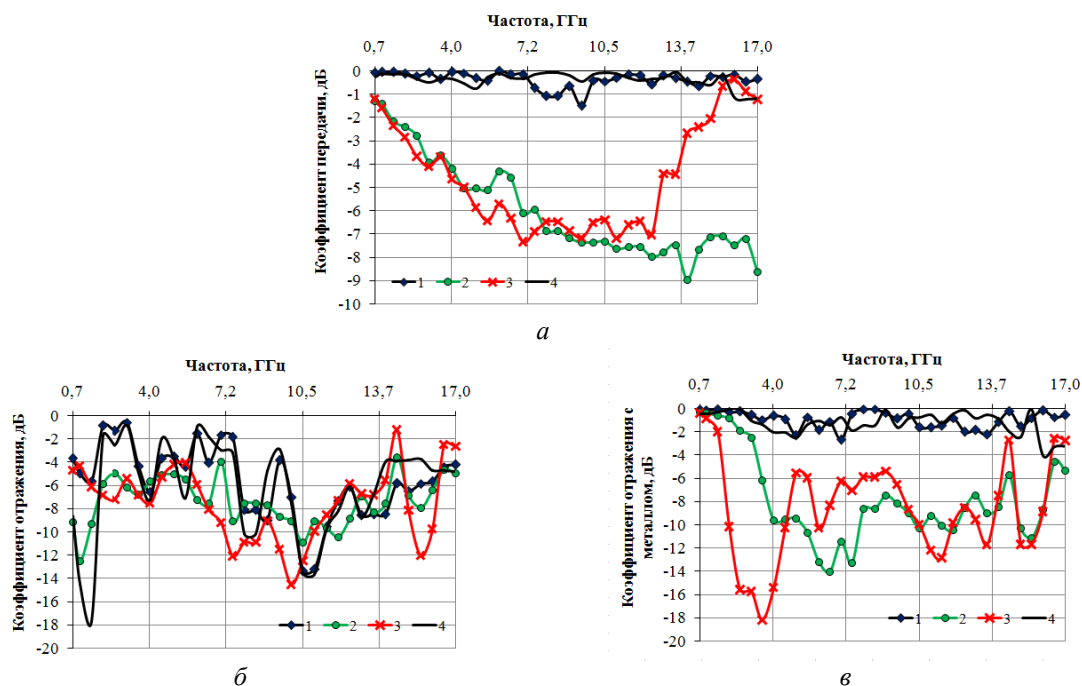 Частота, ГГц
0,7 4,0 7,2 10,5 13,7 17,0
Коэффициент передачи, дБ
0
-1
-2
-3
-4
-5
-6
-7
-8
-9
-10
1 2 3 4
а
Частота, ГГц
0,7 4,0 7,2 10,5 13,7 17,0
Коэффициент отражения, дБ
0
-2
-4
-6
-8
-10
-12
-14
-16
-18
-20
1 2 3 4
б
Частота, ГГц
0,7 4,0 7,2 10,5 13,7 17,0
Коэффициент отражения с
металлом, дБ
0
-2
-4
-6
-8
-10
-12
-14
-16
-18
-20
1 2 3 4
в